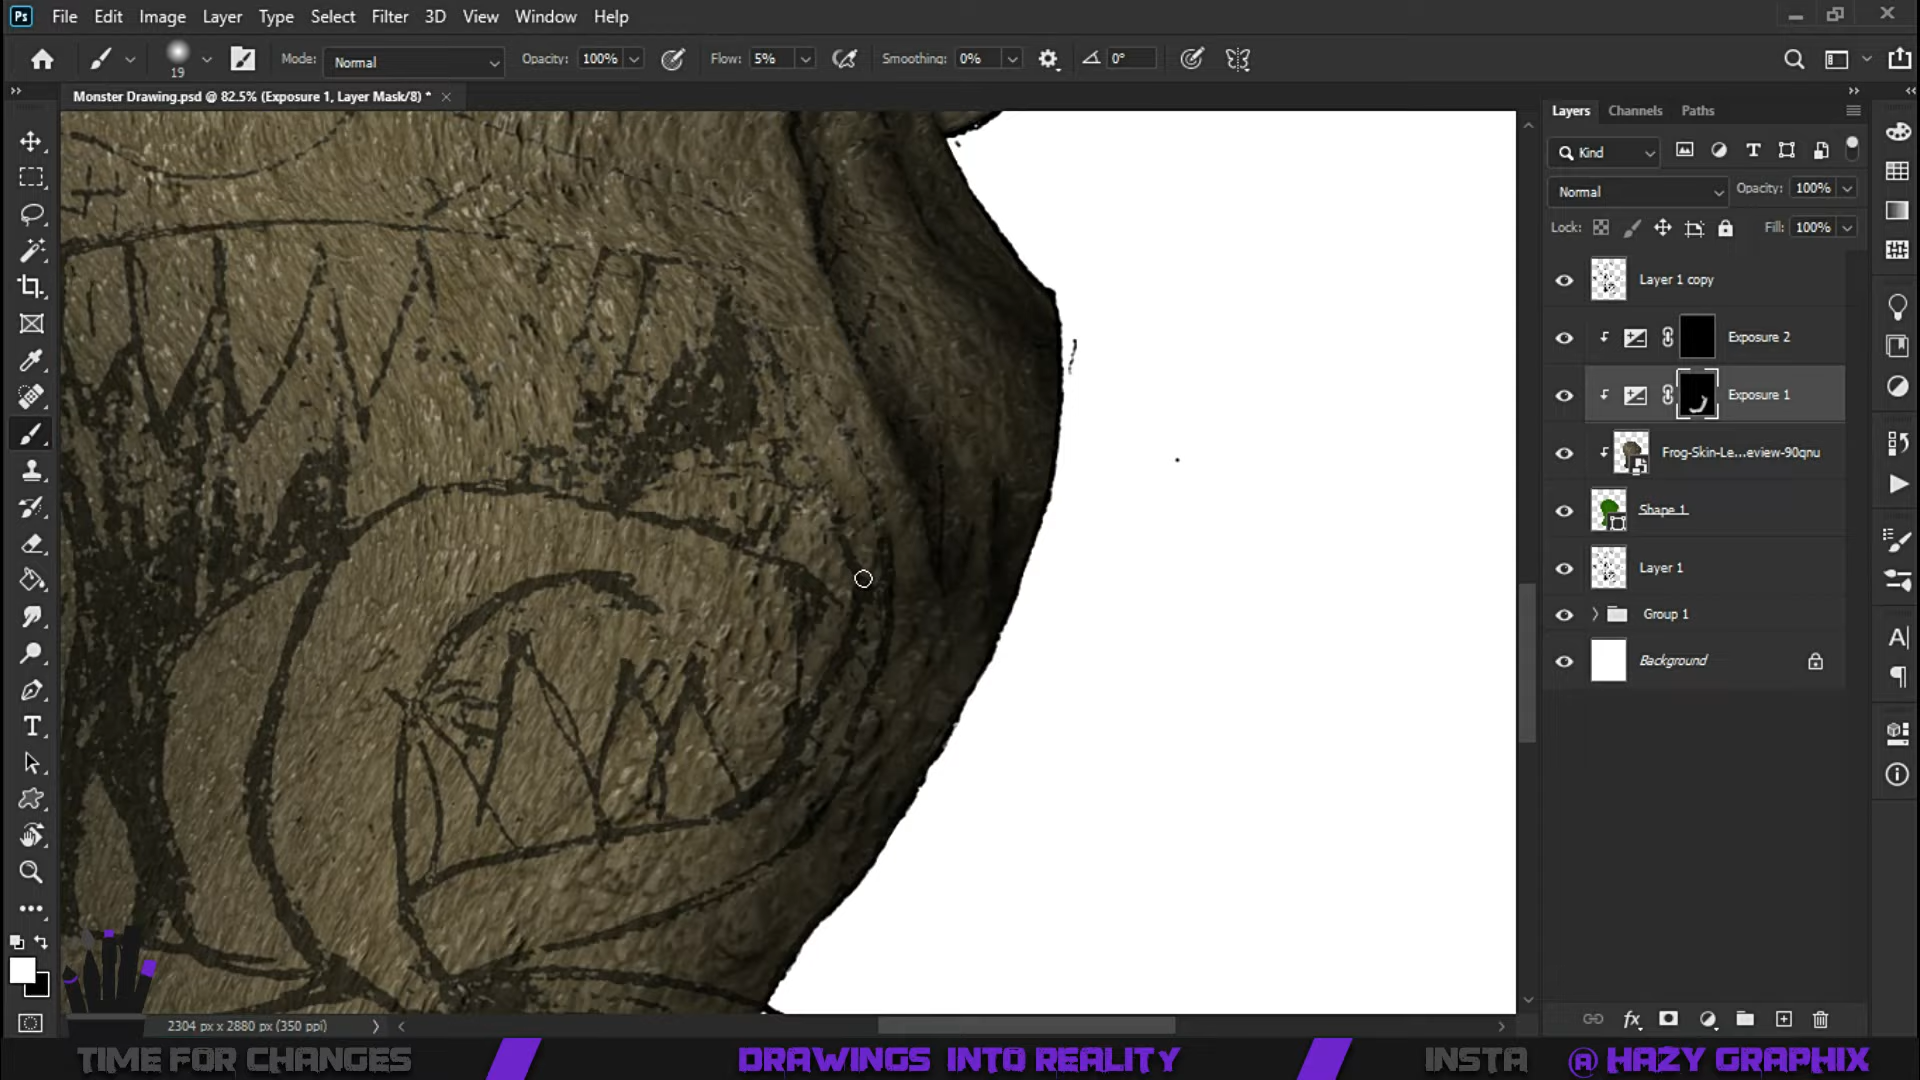 Ps File Edit Image Layer Type Select Filter 3D View Window Help
19 Mode: Normal Opacity: 100% Flow: 5% Smoothing: 0% 0°
Monster Drawing.psd @ 82.5% (Exposure 1, Layer Mask/8) *
Layers Channels Paths
Kind
Normal Opacity: 100%
Lock: Fill: 100%
Layer 1 copy
Exposure 2
Exposure 1
Frog-Skin-Le...eview-90qnu
Shape 1
Layer 1
Group 1
Background
2304 px x 2880 px (350 ppi)
TIME FOR CHANGES DRAWINGS INTO REALITY INSTA @ HAZY GRAPHIX